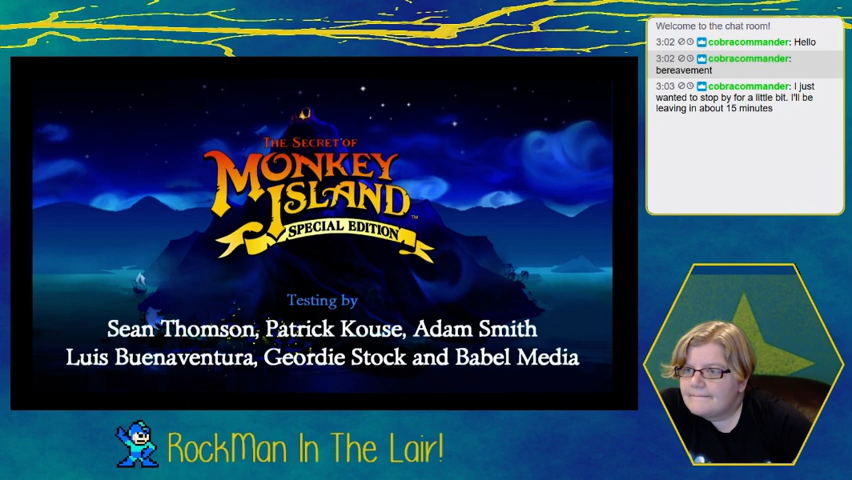 Welcome to the chat room!
3:02 cobracommander: Hello
3:02 cobracommander:
bereavement
3:03 cobracommander: I just
wanted to stop by for a little bit. I'll be
leaving in about 15 minutes
THE SECRET OF
MONKEY
ISLAND™
SPECIAL EDITION
Testing by
Sean Thomson, Patrick Kouse, Adam Smith
Luis Buenaventura, Geordie Stock and Babel Media
RockMan In The Lair!